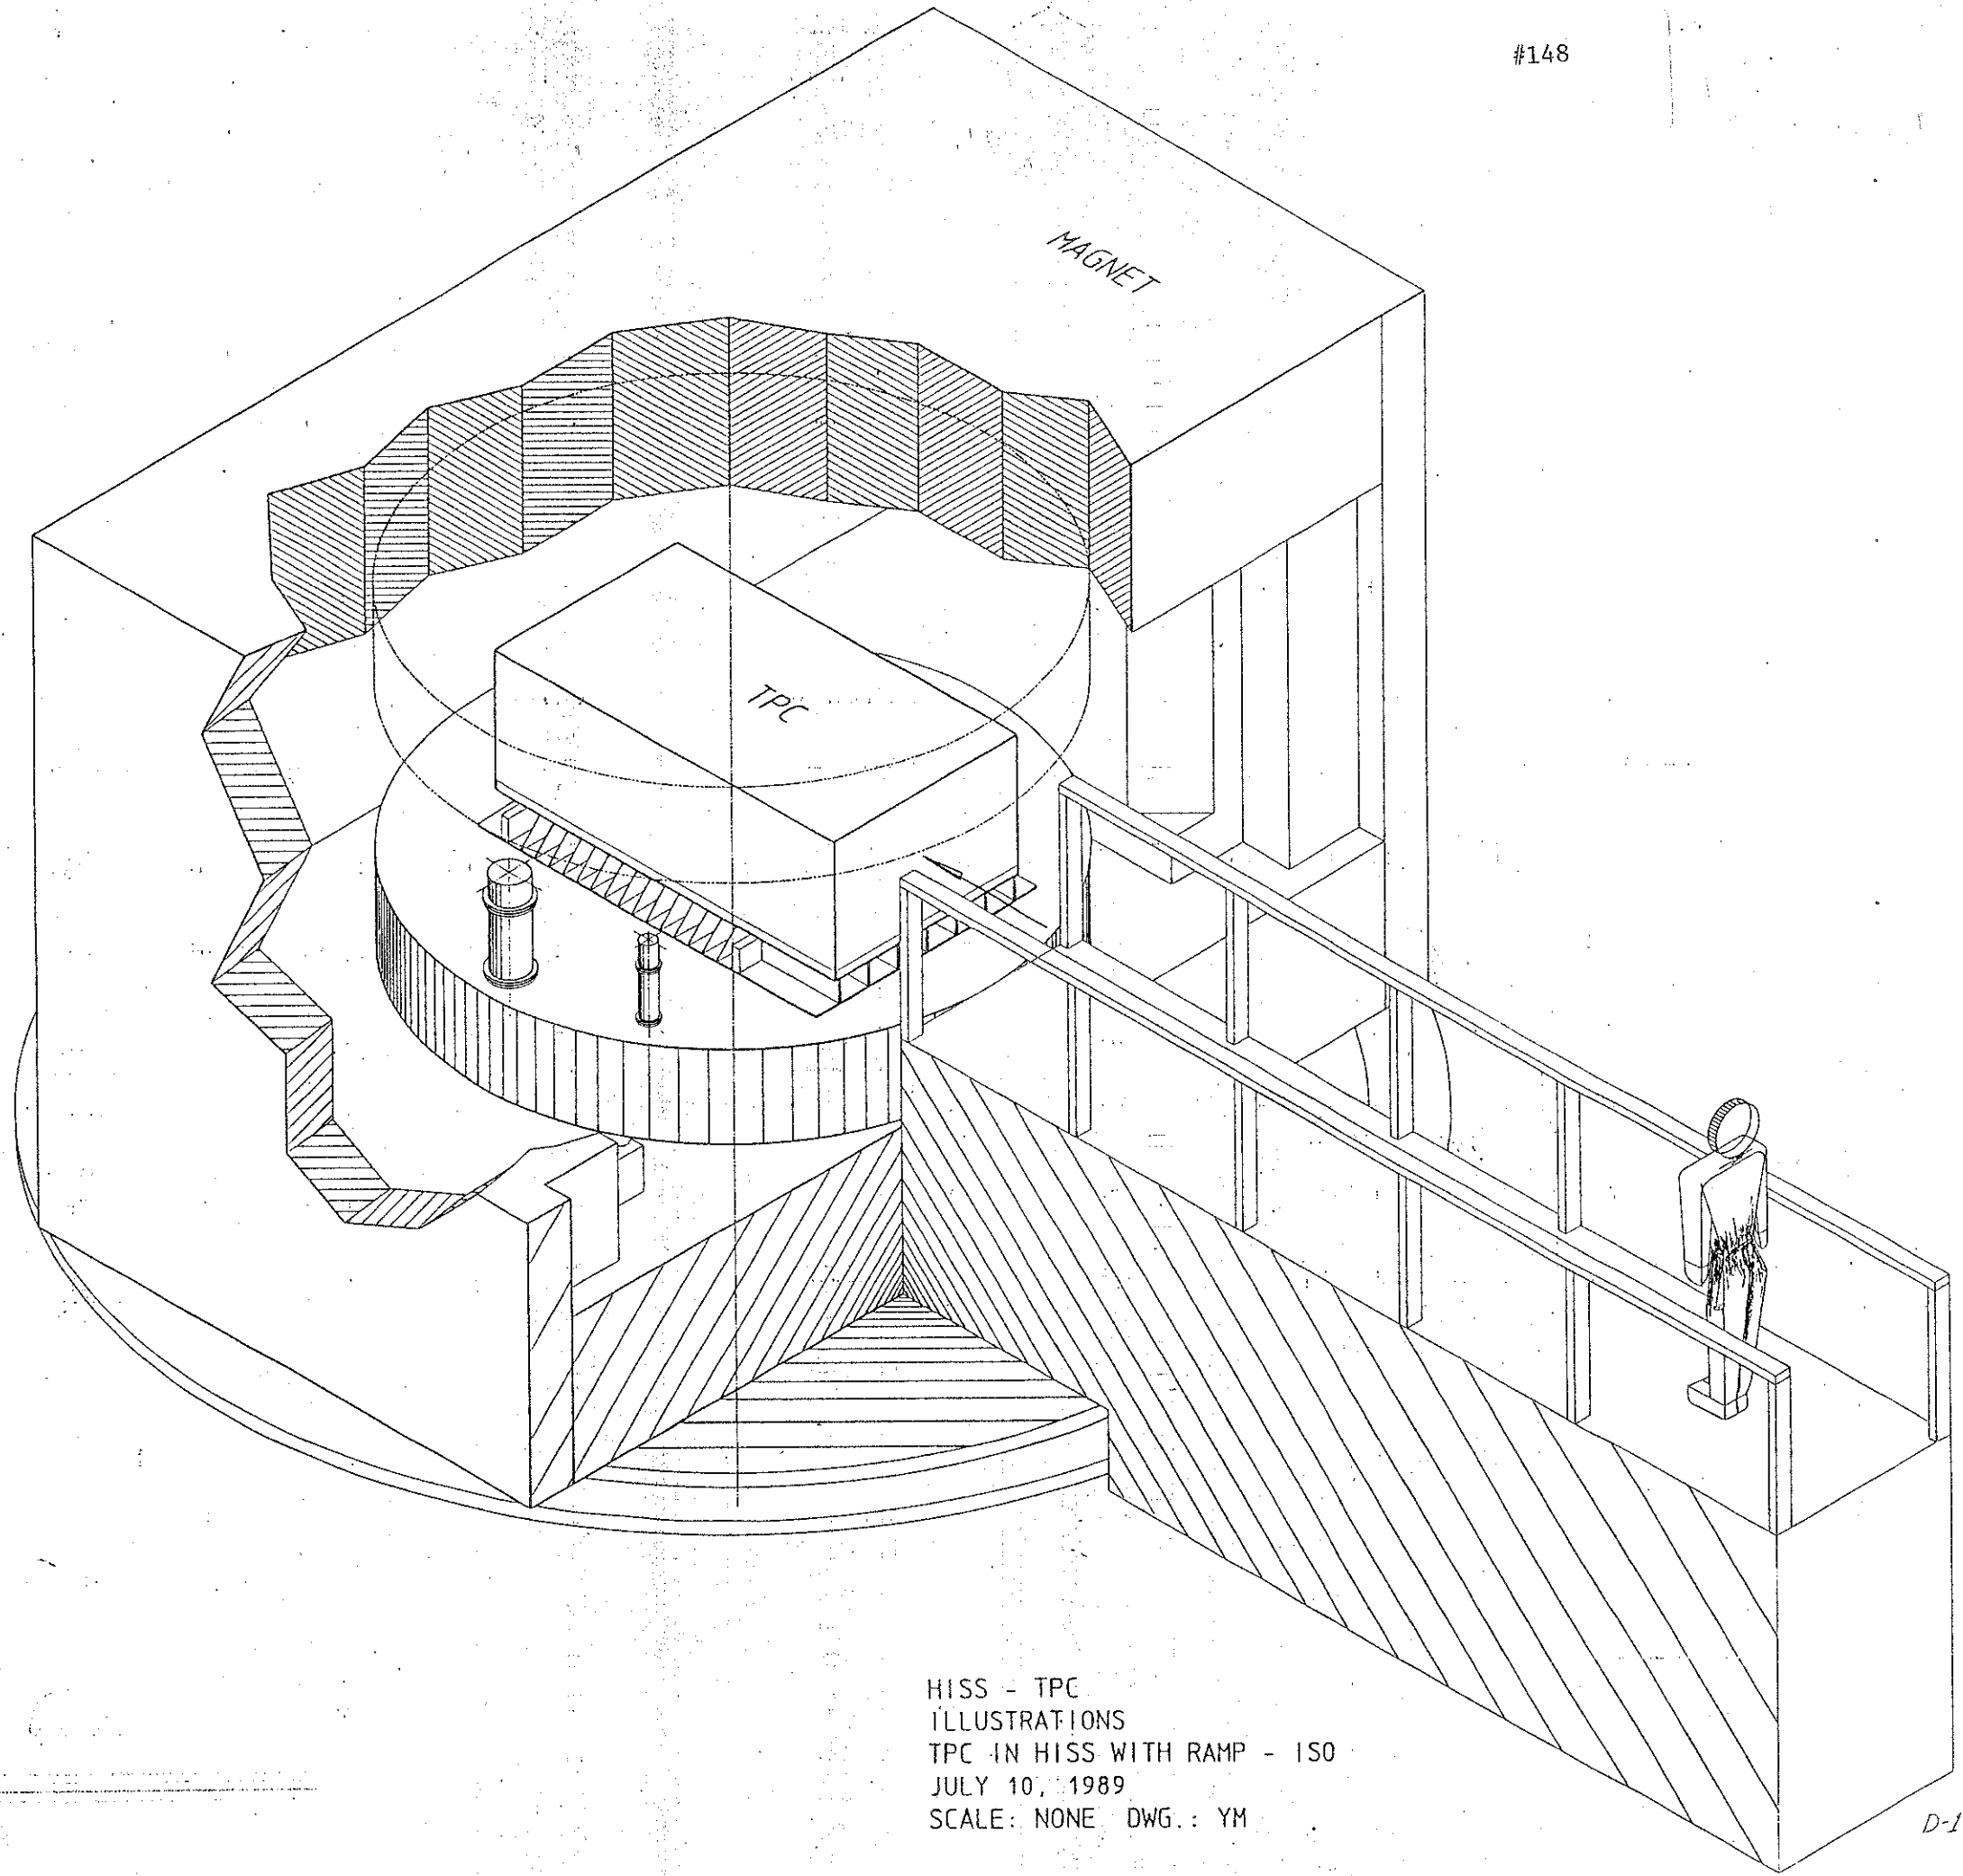 #148
MAGNET
TPC
HISS - TPC
ILLUSTRATIONS
TPC IN HISS WITH RAMP - ISO
JULY 10, 1989
SCALE: NONE DWG.: YM
D-1